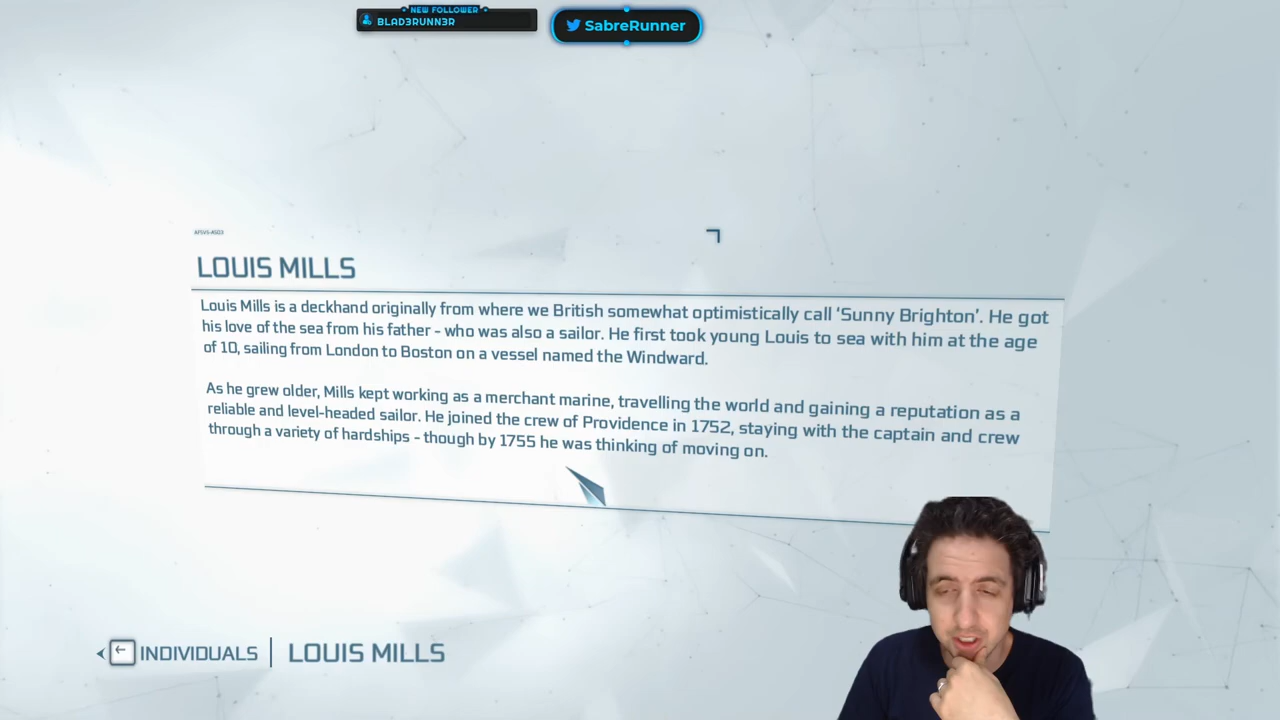 NEW FOLLOWER
BLAD3RUNN3R
SabreRunner
LOUIS MILLS
Louis Mills is a deckhand originally from where we British somewhat optimistically call ‘Sunny Brighton’. He got
his love of the sea from his father - who was also a sailor. He first took young Louis to sea with him at the age
of 10, sailing from London to Boston on a vessel named the Windward.
As he grew older, Mills kept working as a merchant marine, travelling the world and gaining a reputation as a
reliable and level-headed sailor. He joined the crew of Providence in 1752, staying with the captain and crew
through a variety of hardships - though by 1755 he was thinking of moving on.
INDIVIDUALS | LOUIS MILLS